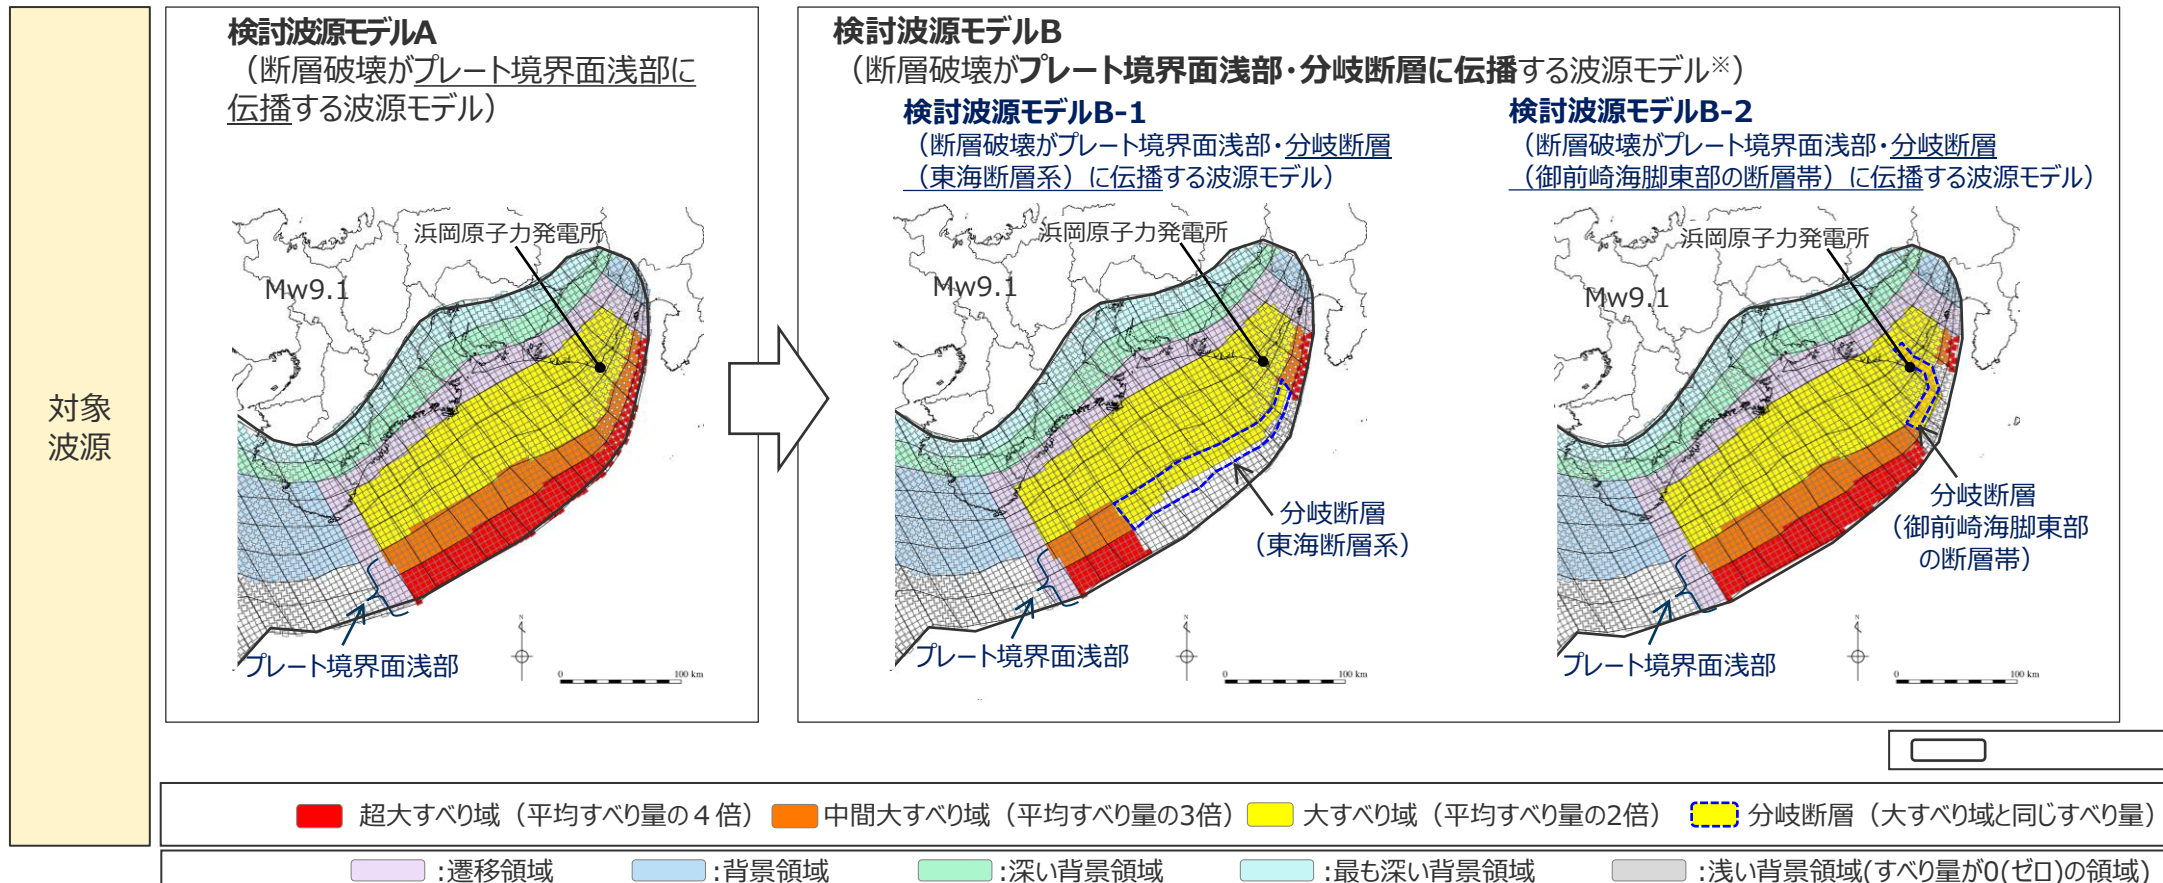 対象
波源
検討波源モデルA
（断層破壊がプレート境界面浅部に
伝播する波源モデル）
浜岡原子力発電所
Mw9.1
プレート境界面浅部
N
0 100 km
検討波源モデルB
（断層破壊がプレート境界面浅部・分岐断層に伝播する波源モデル※）
検討波源モデルB-1
（断層破壊がプレート境界面浅部・分岐断層
（東海断層系）に伝播する波源モデル）
浜岡原子力発電所
Mw9.1
分岐断層
（東海断層系）
プレート境界面浅部
N
0 100 km
検討波源モデルB-2
（断層破壊がプレート境界面浅部・分岐断層
（御前崎海脚東部の断層帯）に伝播する波源モデル）
浜岡原子力発電所
Mw9.1
分岐断層
（御前崎海脚東部
の断層帯）
プレート境界面浅部
N
0 100 km
超大すべり域（平均すべり量の４倍） 中間大すべり域（平均すべり量の3倍） 大すべり域（平均すべり量の2倍） 分岐断層（大すべり域と同じすべり量）
:遷移領域 :背景領域 :深い背景領域 :最も深い背景領域 :浅い背景領域(すべり量が0(ゼロ)の領域)